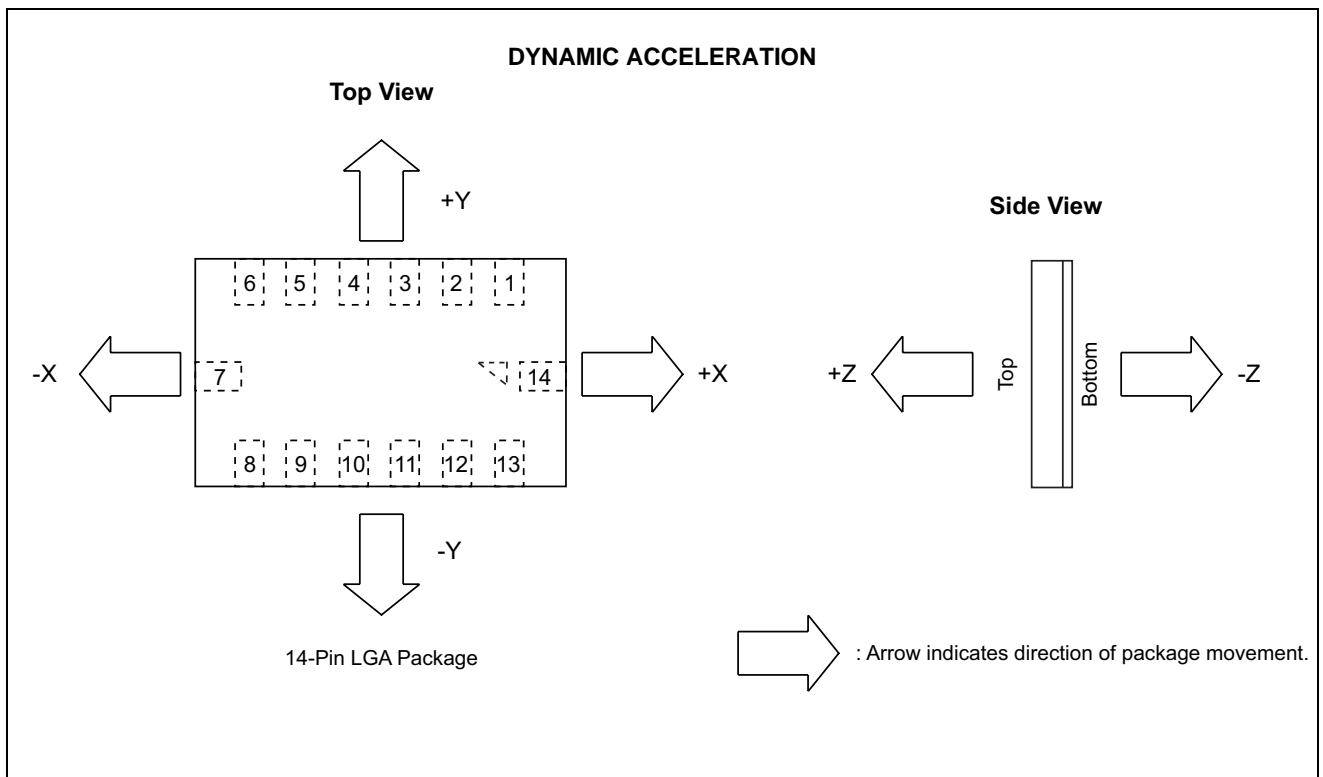 DYNAMIC ACCELERATION
Top View
+Y
Side View
6 5 4 3 2 1
-X
7
14
+X
+Z
Top
Bottom
-Z
8 9 10 11 12 13
-Y
14-Pin LGA Package
: Arrow indicates direction of package movement.